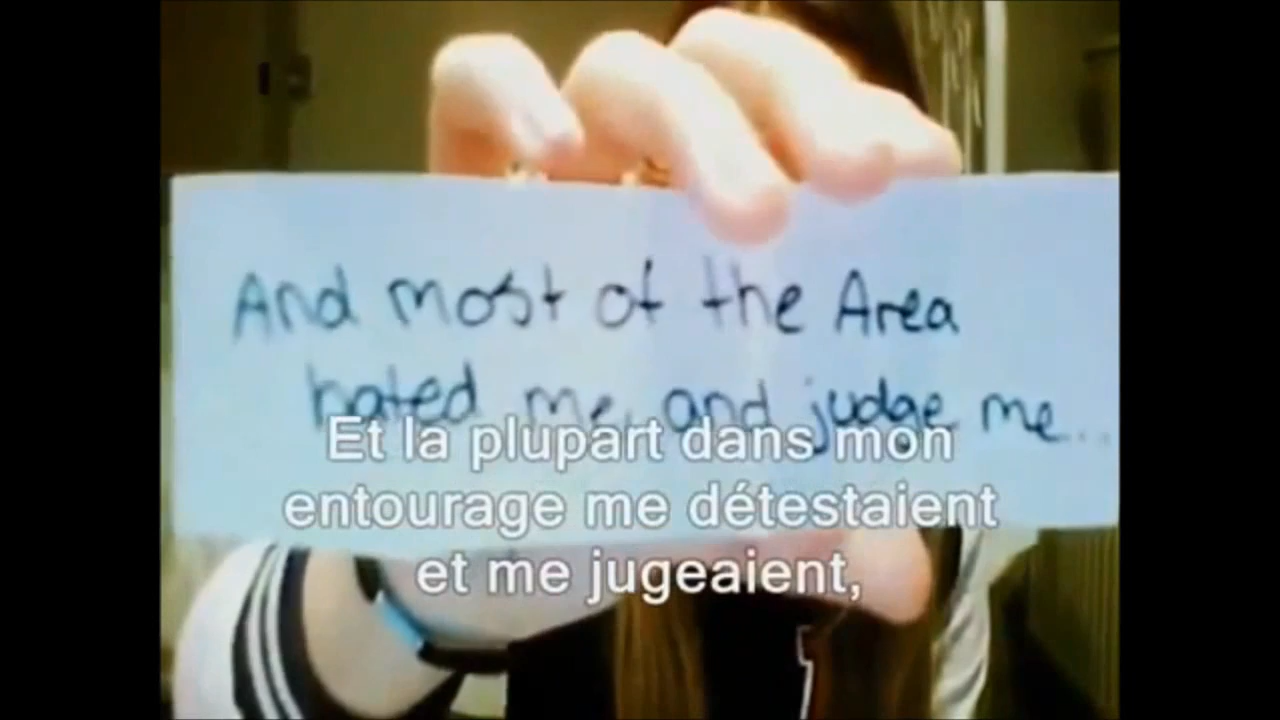 And most of the Area
hated me, and judge me...
Et la plupart dans mon
entourage me détestaient
et me jugeaient,